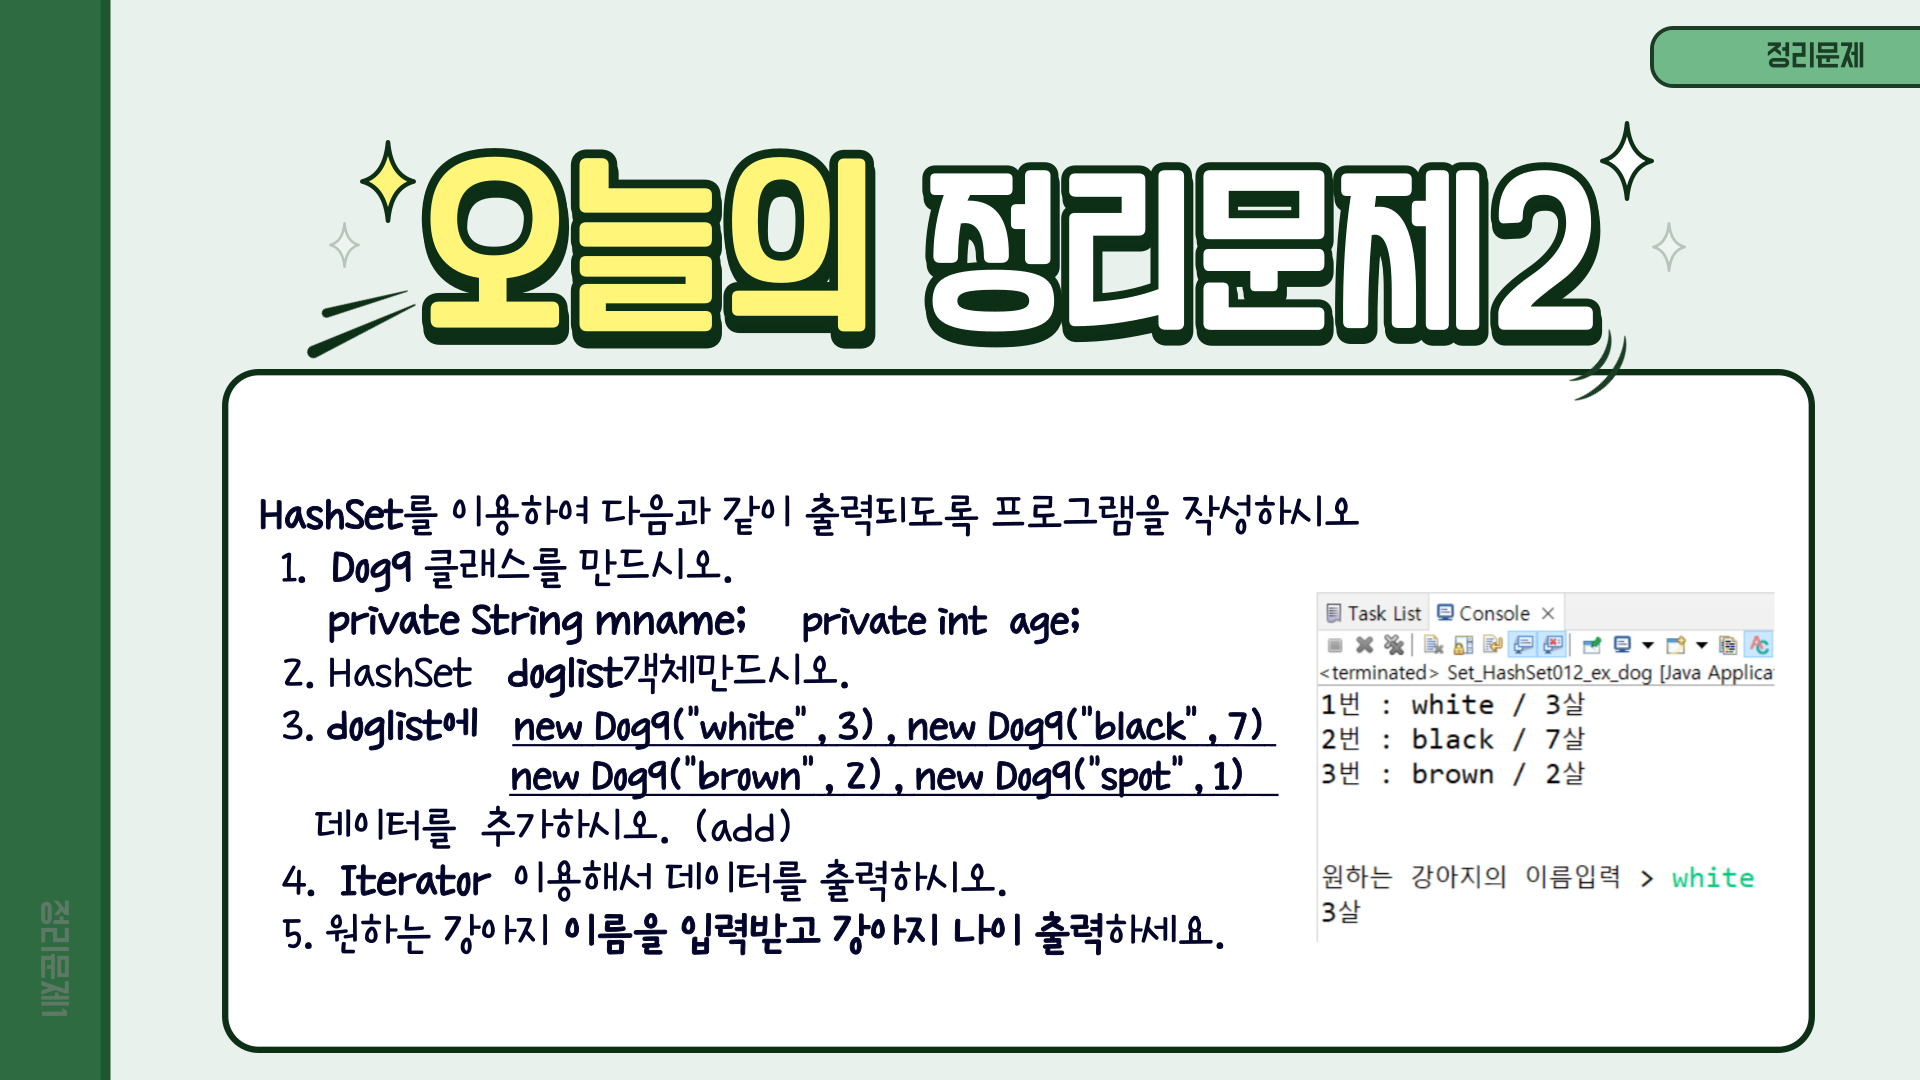 정리문제
오늘의 정리문제2
HashSet를 이용하여 다음과 같이 출력되도록 프로그램을 작성하시오
1. Dog9 클래스를 만드시오.
private String mname; private int age;
2. HashSet doglist객체만드시오.
3. doglist에 new Dog9("white" , 3) , new Dog9("black" , 7)
new Dog9("brown" , 2) , new Dog9("spot" , 1)
데이터를 추가하시오. (add)
4. Iterator 이용해서 데이터를 출력하시오.
5. 원하는 강아지 이름을 입력받고 강아지 나이 출력하세요.
Task List Console
<terminated> Set_HashSet012_ex_dog [Java Applica
1번 : white / 3살
2번 : black / 7살
3번 : brown / 2살
원하는 강아지의 이름입력 > white
3살
정리문제1